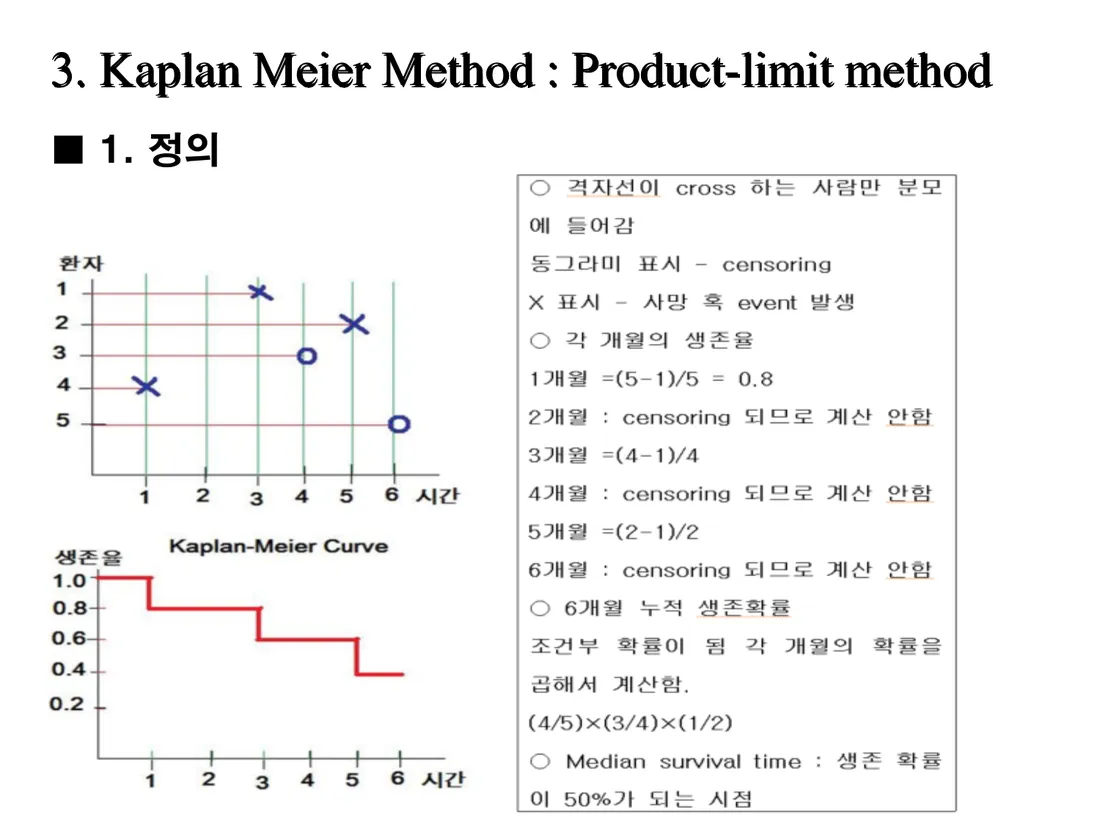 3. Kaplan Meier Method : Product-limit method
■ 1. 정의
환자
1
2
3
4
5
1 2 3 4 5 6 시간
Kaplan-Meier Curve
생존율
1.0
0.8
0.6
0.4
0.2
1 2 3 4 5 6 시간
○ 격자선이 cross 하는 사람만 분모
에 들어감
동그라미 표시 - censoring
X 표시 - 사망 혹 event 발생
○ 각 개월의 생존율
1개월 =(5-1)/5 = 0.8
2개월 : censoring 되므로 계산 안함
3개월 =(4-1)/4
4개월 : censoring 되므로 계산 안함
5개월 =(2-1)/2
6개월 : censoring 되므로 계산 안함
○ 6개월 누적 생존확률
조건부 확률이 됨 각 개월의 확률을
곱해서 계산함.
(4/5)×(3/4)×(1/2)
○ Median survival time : 생존 확률
이 50%가 되는 시점